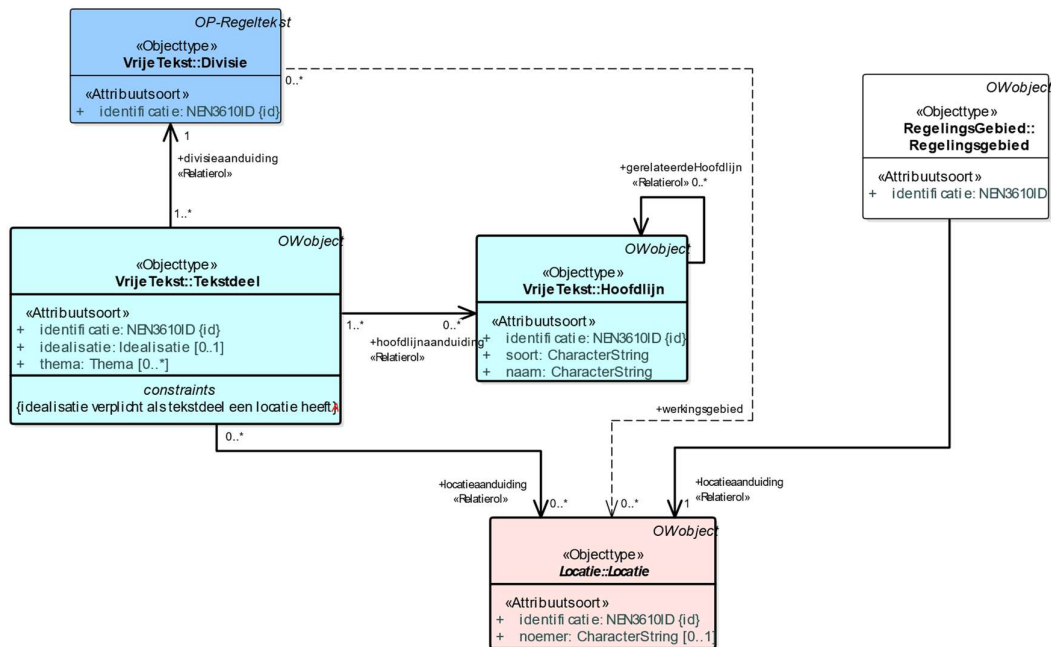 OP-Regeltekst
«Objecttype»
VrijeTekst::Divisie
«Attribuutsoort»
+ identificatie: NEN3610ID {id}
0..*
1
+divisieaanduiding
«Relatierol»
1..*
OWobject
«Objecttype»
RegelingsGebied::
Regelingsgebied
«Attribuutsoort»
+ identificatie: NEN3610ID
+gerelateerdeHoofdlijn
«Relatierol» 0..*
OWobject
«Objecttype»
VrijeTekst::Tekstdeel
«Attribuutsoort»
+ identificatie: NEN3610ID {id}
+ idealisatie: Idealisatie [0..1]
+ thema: Thema [0..*]
constraints
{idealisatie verplicht als tekstdeel een locatie heeft}
OWobject
«Objecttype»
VrijeTekst::Hoofdlijn
«Attribuutsoort»
+ identificatie: NEN3610ID {id}
+ soort: CharacterString
+ naam: CharacterString
1..*
0..*
+hoofdlijnaanduiding
«Relatierol»
+werkingsgebied
0..*
+locatieaanduiding
«Relatierol»
0..*
0..*
1
+locatieaanduiding
«Relatierol»
OWobject
«Objecttype»
Locatie::Locatie
«Attribuutsoort»
+ identificatie: NEN3610ID {id}
+ noemer: CharacterString [0..1]